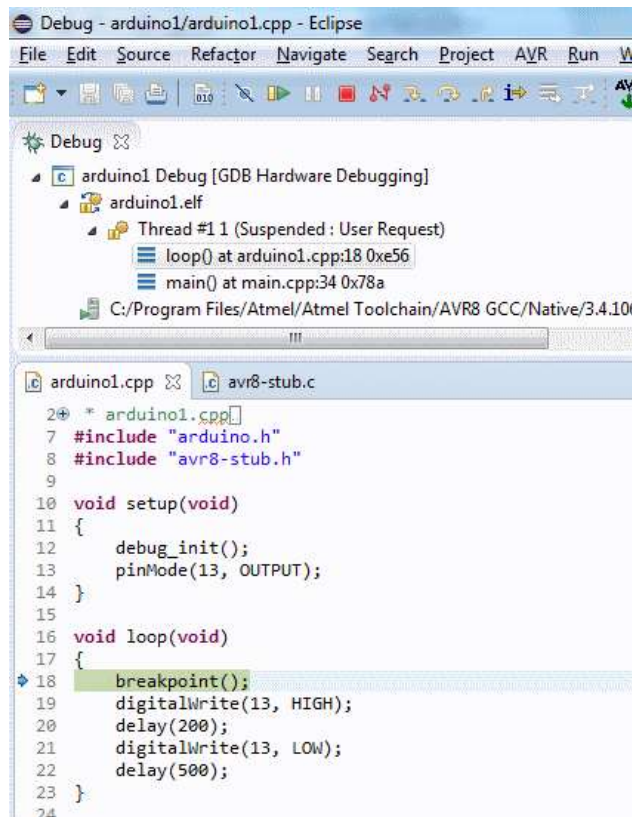 Debug - arduino1/arduino1.cpp - Eclipse
File Edit Source Refactor Navigate Search Project AVR Run W
010 i AV
Debug
c arduino1 Debug [GDB Hardware Debugging]
arduino1.elf
Thread #1 1 (Suspended : User Request)
loop() at arduino1.cpp:18 0xe56
main() at main.cpp:34 0x78a
C:/Program Files/Atmel/Atmel Toolchain/AVR8 GCC/Native/3.4.106
.c arduino1.cpp .c avr8-stub.c
2 * arduino1.cpp
7 #include "arduino.h"
8 #include "avr8-stub.h"
9
10 void setup(void)
11 {
12 debug_init();
13 pinMode(13, OUTPUT);
14 }
15
16 void loop(void)
17 {
18 breakpoint();
19 digitalWrite(13, HIGH);
20 delay(200);
21 digitalWrite(13, LOW);
22 delay(500);
23 }
24